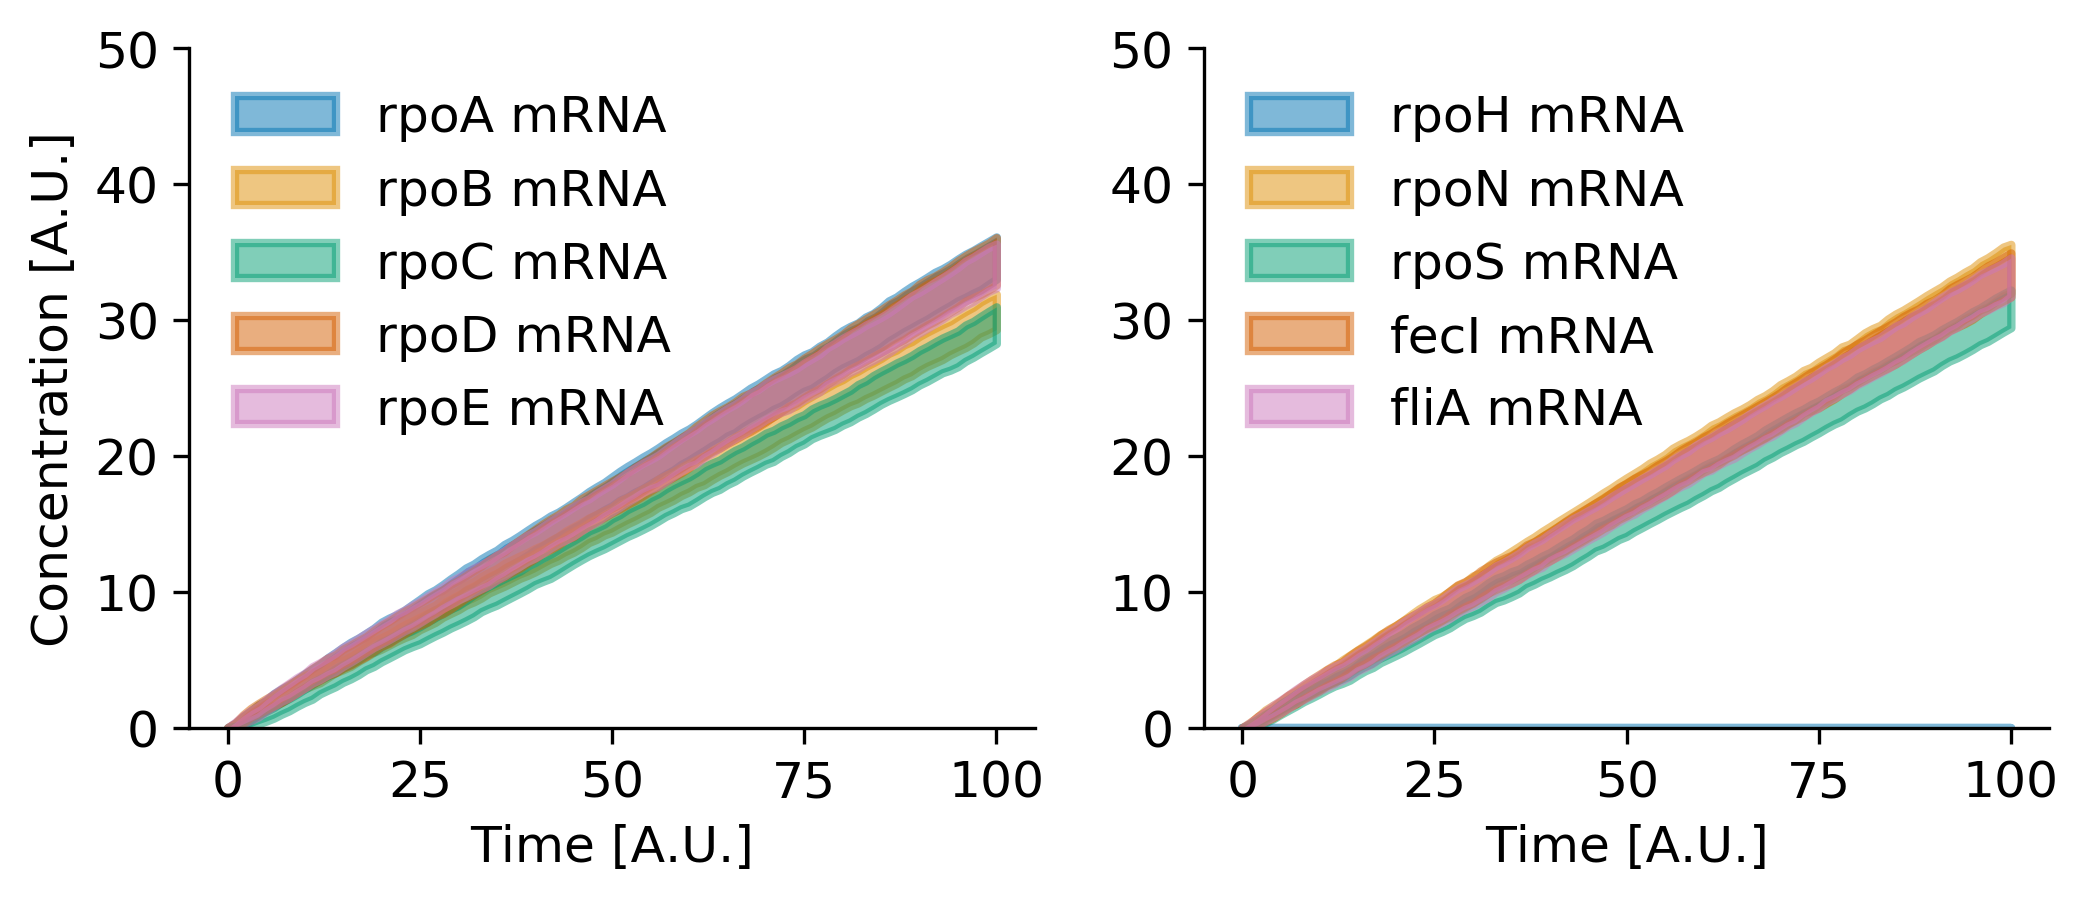 Concentration [A.U.]
50
40
30
20
10
0
rpoA mRNA
rpoB mRNA
rpoC mRNA
rpoD mRNA
rpoE mRNA
0 25 50 75 100
Time [A.U.]
50
40
30
20
10
0
rpoH mRNA
rpoN mRNA
rpoS mRNA
fecI mRNA
fliA mRNA
0 25 50 75 100
Time [A.U.]